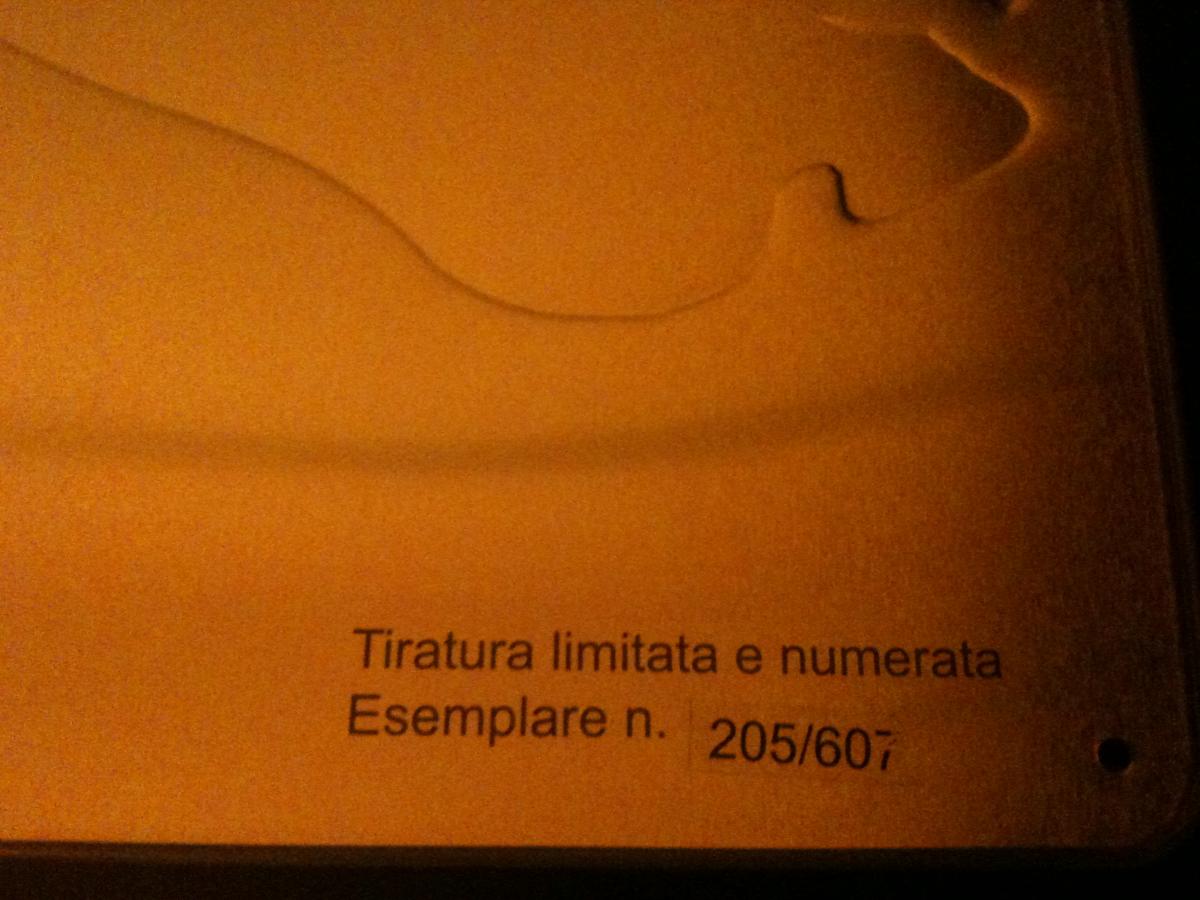 Tiratura limitata e numerata
Esemplare n. 205/607